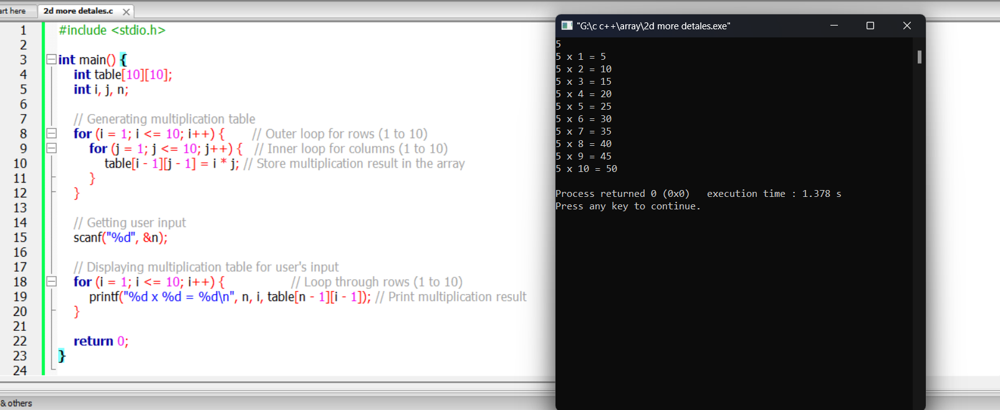 art here
2d more detales.c
1 #include <stdio.h>
2
3 int main() {
4 int table[10][10];
5 int i, j, n;
6
7 // Generating multiplication table
8 for (i = 1; i <= 10; i++) { // Outer loop for rows (1 to 10)
9 for (j = 1; j <= 10; j++) { // Inner loop for columns (1 to 10)
10 table[i - 1][j - 1] = i * j; // Store multiplication result in the array
11 }
12 }
13
14 // Getting user input
15 scanf("%d", &n);
16
17 // Displaying multiplication table for user's input
18 for (i = 1; i <= 10; i++) { // Loop through rows (1 to 10)
19 printf("%d x %d = %d\n", n, i, table[n - 1][i - 1]); // Print multiplication result
20 }
21
22 return 0;
23 }
24
& others
"G:\c c++\array\2d more detales.exe"
5
5 x 1 = 5
5 x 2 = 10
5 x 3 = 15
5 x 4 = 20
5 x 5 = 25
5 x 6 = 30
5 x 7 = 35
5 x 8 = 40
5 x 9 = 45
5 x 10 = 50
Process returned 0 (0x0) execution time : 1.378 s
Press any key to continue.